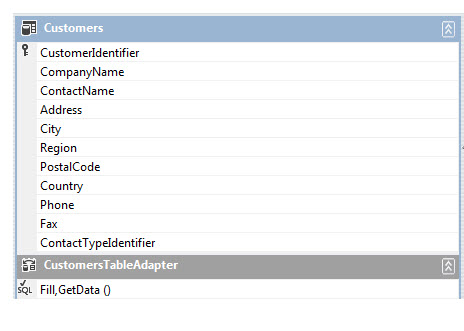 Customers
CustomerIdentifier
CompanyName
ContactName
Address
City
Region
PostalCode
Country
Phone
Fax
ContactTypeIdentifier
CustomersTableAdapter
SQL Fill,GetData ()